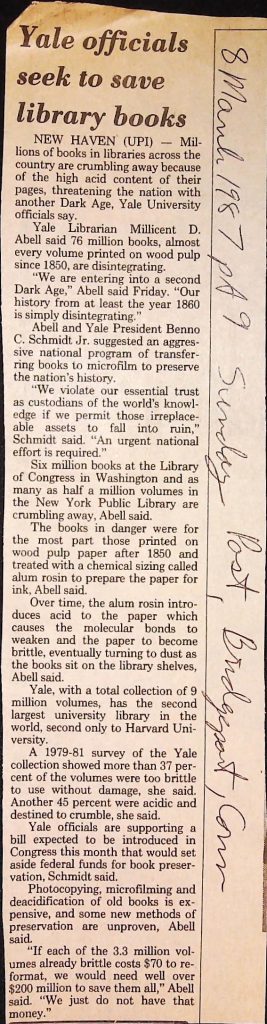 Yale officials
seek to save
library books
NEW HAVEN (UPI) — Mil-
lions of books in libraries across the
country are crumbling away because
of the high acid content of their
pages, threatening the nation with
another Dark Age, Yale University
officials say.
Yale Librarian Millicent D.
Abell said 76 million books, almost
every volume printed on wood pulp
since 1850, are disintegrating.
"We are entering into a second
Dark Age," Abell said Friday. "Our
history from at least the year 1860
is simply disintegrating."
Abell and Yale President Benno
C. Schmidt Jr. suggested an aggres-
sive national program of transfer-
ring books to microfilm to preserve
the nation's history.
"We violate our essential trust
as custodians of the world's knowl-
edge if we permit those irreplace-
able assets to fall into ruin,"
Schmidt said. "An urgent national
effort is required."
Six million books at the Library
of Congress in Washington and as
many as half a million volumes in
the New York Public Library are
crumbling away, Abell said.
The books in danger were for
the most part those printed on
wood pulp paper after 1850 and
treated with a chemical sizing called
alum rosin to prepare the paper for
ink, Abell said.
Over time, the alum rosin intro-
duces acid to the paper which
causes the molecular bonds to
weaken and the paper to become
brittle, eventually turning to dust as
the books sit on the library shelves,
Abell said.
Yale, with a total collection of 9
million volumes, has the second
largest university library in the
world, second only to Harvard Uni-
versity.
A 1979-81 survey of the Yale
collection showed more than 37 per-
cent of the volumes were too brittle
to use without damage, she said.
Another 45 percent were acidic and
destined to crumble, she said.
Yale officials are supporting a
bill expected to be introduced in
Congress this month that would set
aside federal funds for book preser-
vation, Schmidt said.
Photocopying, microfilming and
deacidification of old books is ex-
pensive, and some new methods of
preservation are unproven, Abell
said.
"If each of the 3.3 million vol-
umes already brittle costs $70 to re-
format, we would need well over
$200 million to save them all," Abell
said. "We just do not have that
money."
8 March 1987 pA9 Sunday Post, Bridgeport, Conn